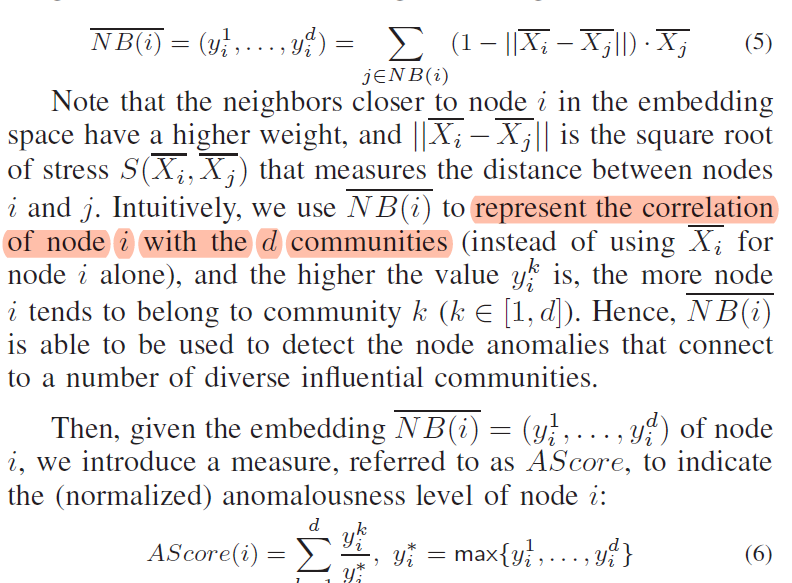 $\overline{NB(i)} = (y_i^1, \ldots, y_i^d) = \sum_{j \in NB(i)} (1 - ||\overline{X_i} - \overline{X_j}||) \cdot \overline{X_j}$ (5)
Note that the neighbors closer to node $i$ in the embedding
space have a higher weight, and $||\overline{X_i} - \overline{X_j}||$ is the square root
of stress $S(\overline{X_i}, \overline{X_j})$ that measures the distance between nodes
$i$ and $j$. Intuitively, we use $\overline{NB(i)}$ to represent the correlation
of node $i$ with the $d$ communities (instead of using $\overline{X_i}$ for
node $i$ alone), and the higher the value $y_i^k$ is, the more node
$i$ tends to belong to community $k$ ($k \in [1, d]$). Hence, $\overline{NB(i)}$
is able to be used to detect the node anomalies that connect
to a number of diverse influential communities.
Then, given the embedding $\overline{NB(i)} = (y_i^1, \ldots, y_i^d)$ of node
$i$, we introduce a measure, referred to as AScore, to indicate
the (normalized) anomalousness level of node $i$:
$AScore(i) = \sum^{d} \frac{y_i^k}{y_i^*}, \; y_i^* = \max\{y_i^1, \ldots, y_i^d\}$ (6)